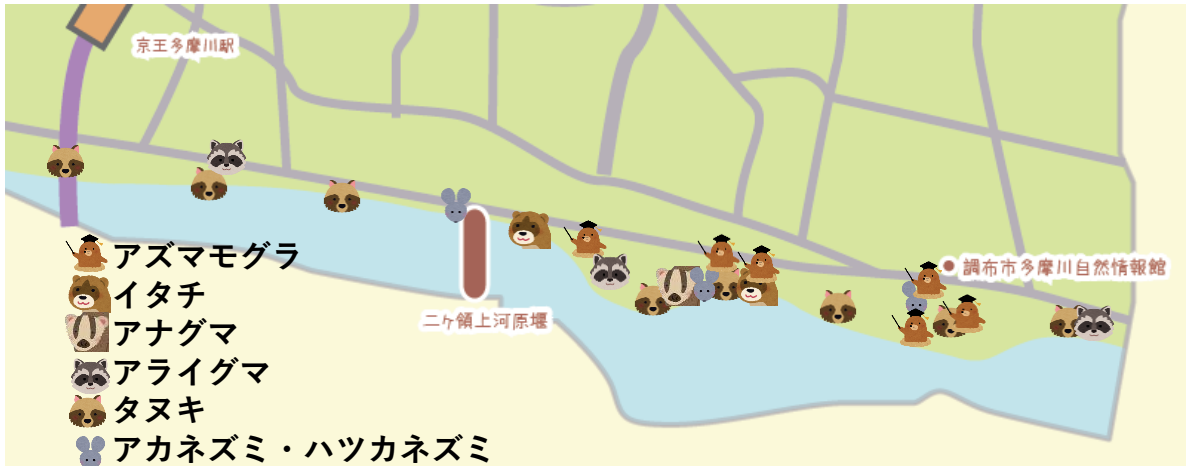 京王多摩川駅
調布市多摩川自然情報館
二ヶ領上河原堰
アズマモグラ
イタチ
アナグマ
アライグマ
タヌキ
アカネズミ・ハツカネズミ